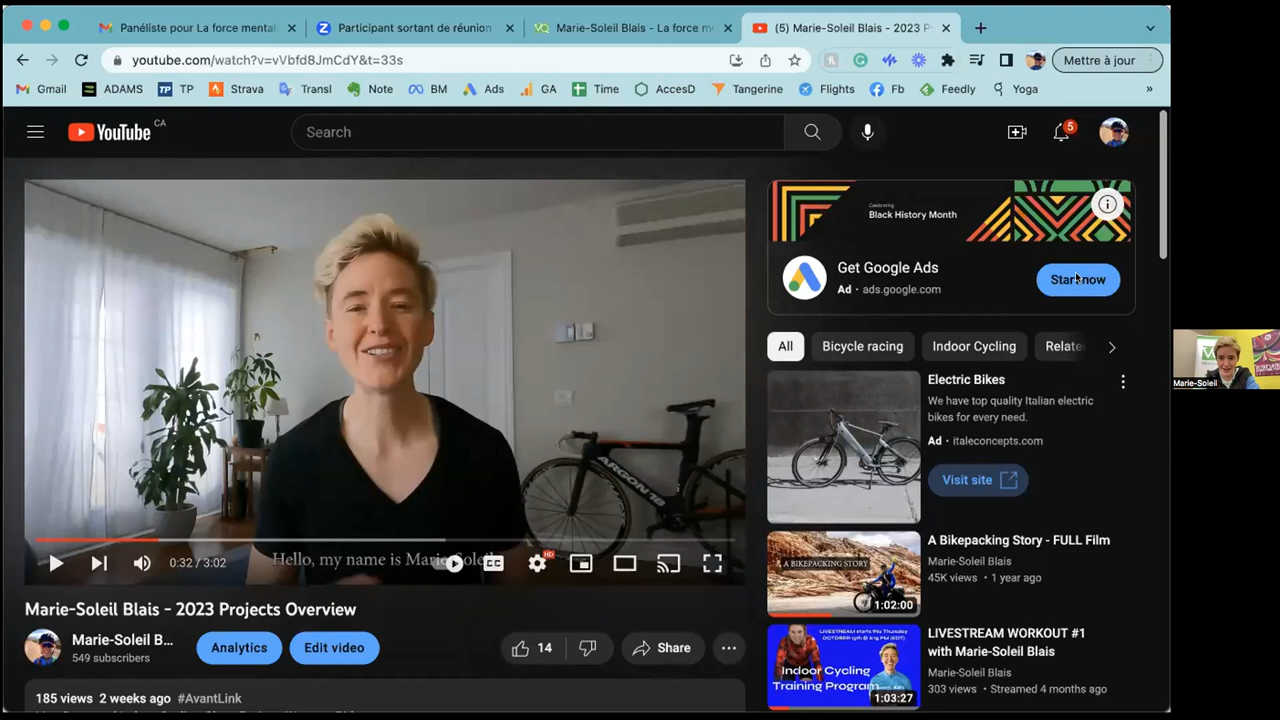 Panéliste pour La force menta
Participant sortant de réunion
Marie-Soleil Blais - La force m
(5) Marie-Soleil Blais - 2023 P
youtube.com/watch?v=vVbfd8JmCdY&t=33s
Mettre à jour
Gmail
ADAMS
TP
Strava
Transl
Note
BM
Ads
GA
Time
AccesD
Tangerine
Flights
Fb
Feedly
Yoga
»
YouTube CA
Search
5
Celebrating
Black History Month
Get Google Ads
Ad · ads.google.com
Start now
All
Bicycle racing
Indoor Cycling
Relate
Electric Bikes
We have top quality Italian electric
bikes for every need.
Ad · italeconcepts.com
Visit site
A BIKEPACKING STORY
1:02:00
A Bikepacking Story - FULL Film
Marie-Soleil Blais
45K views · 1 year ago
LIVESTREAM starts this Thursday
Indoor Cycling
Training Program
1:03:27
LIVESTREAM WORKOUT #1
with Marie-Soleil Blais
Marie-Soleil Blais
303 views · Streamed 4 months ago
ARGON 18
Hello, my name is Marie-Soleil
0:32 / 3:02
CC
HD
Marie-Soleil Blais - 2023 Projects Overview
Marie-Soleil B...
549 subscribers
Analytics
Edit video
14
Share
185 views 2 weeks ago #AvantLink
Marie-Soleil